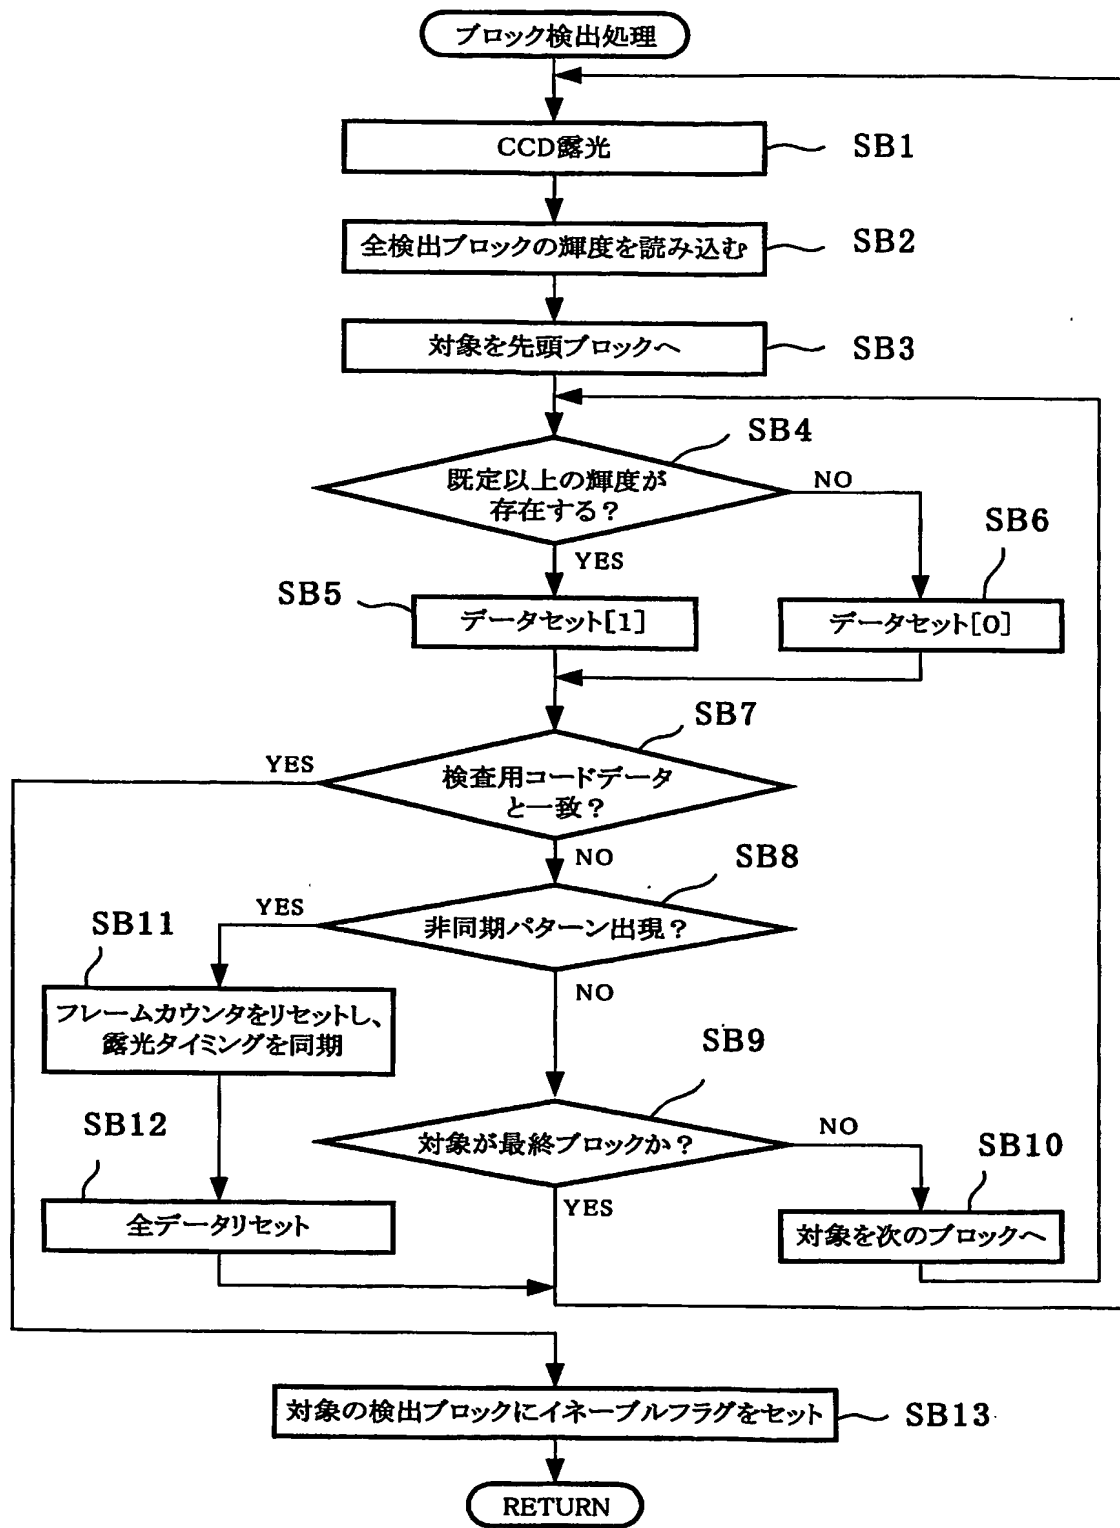 ブロック検出処理
CCD露光
SB1
全検出ブロックの輝度を読み込む
SB2
対象を先頭ブロックへ
SB3
SB4
既定以上の輝度が
存在する?
NO
YES
SB5
データセット[1]
SB6
データセット[0]
SB7
YES
検査用コードデータ
と一致?
NO
SB8
YES
非同期パターン出現?
NO
SB11
フレームカウンタをリセットし、
露光タイミングを同期
SB9
対象が最終ブロックか?
NO
YES
SB12
全データリセット
SB10
対象を次のブロックへ
対象の検出ブロックにイネーブルフラグをセット
SB13
RETURN